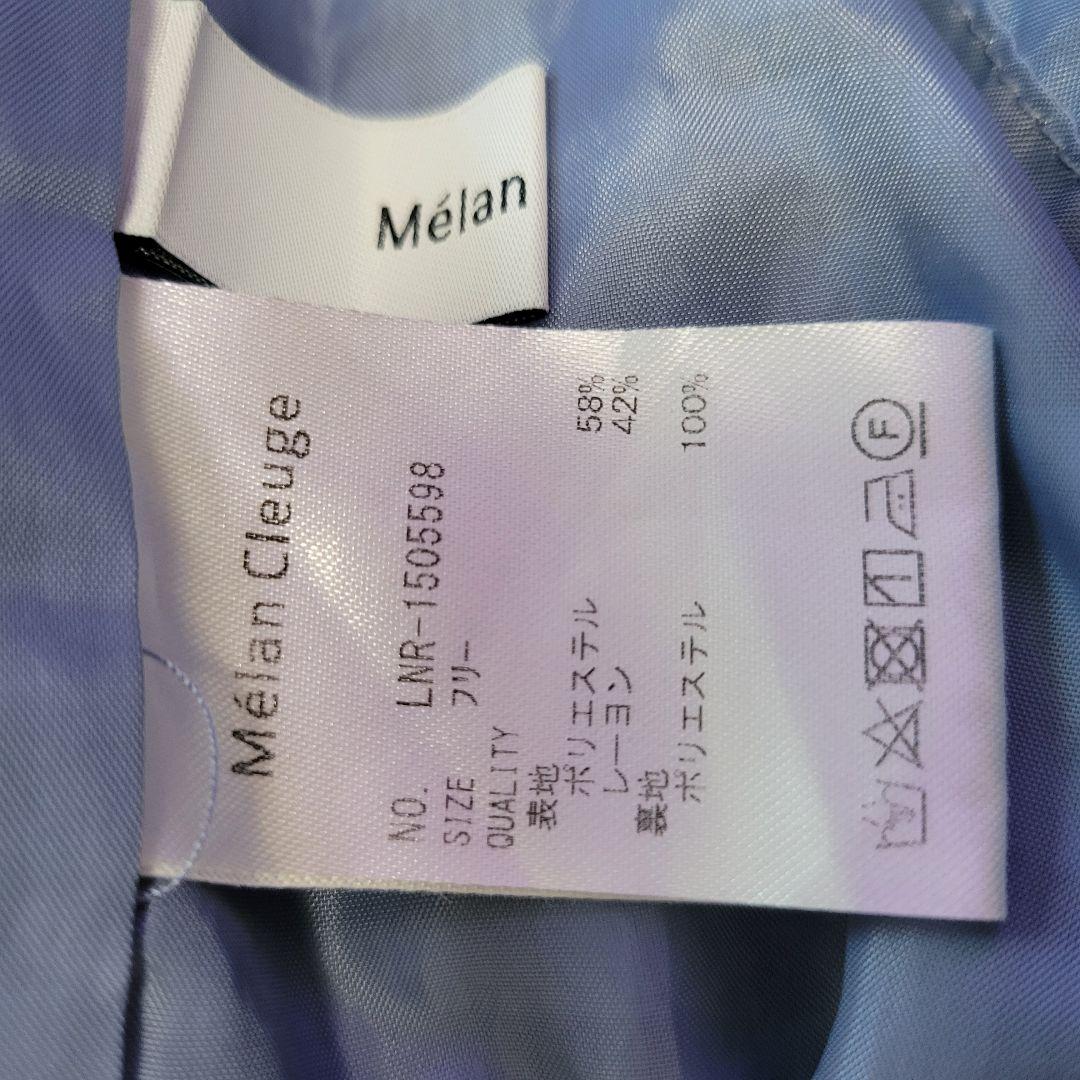 Mélan
Mélan Cleuge
NO. LNR-1505598
SIZE フリー
QUALITY
表地
ポリエステル 58%
レーヨン 42%
裏地
ポリエステル 100%
F